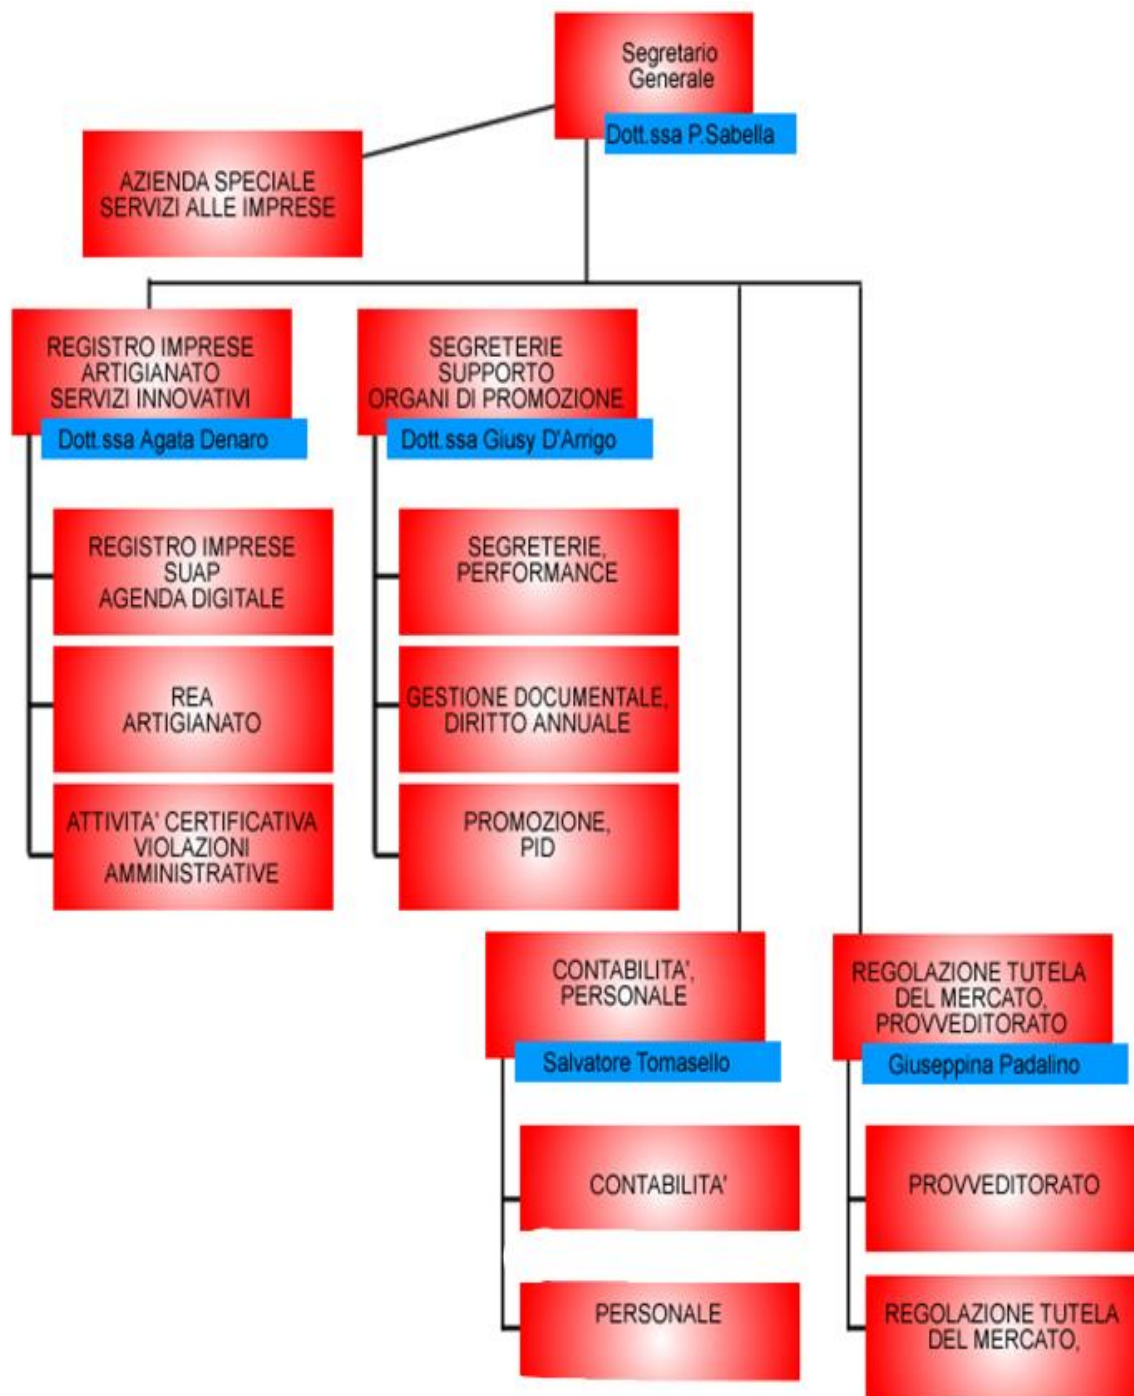 Segretario
Generale
Dott.ssa P.Sabella
AZIENDA SPECIALE
SERVIZI ALLE IMPRESE
REGISTRO IMPRESE
ARTIGIANATO
SERVIZI INNOVATIVI
Dott.ssa Agata Denaro
SEGRETERIE
SUPPORTO
ORGANI DI PROMOZIONE
Dott.ssa Giusy D'Arrigo
REGISTRO IMPRESE
SUAP
AGENDA DIGITALE
SEGRETERIE,
PERFORMANCE
REA
ARTIGIANATO
GESTIONE DOCUMENTALE,
DIRITTO ANNUALE
ATTIVITA' CERTIFICATIVA
VIOLAZIONI
AMMINISTRATIVE
PROMOZIONE,
PID
CONTABILITA',
PERSONALE
Salvatore Tomasello
REGOLAZIONE TUTELA
DEL MERCATO,
PROVVEDITORATO
Giuseppina Padalino
CONTABILITA'
PROVVEDITORATO
PERSONALE
REGOLAZIONE TUTELA
DEL MERCATO,